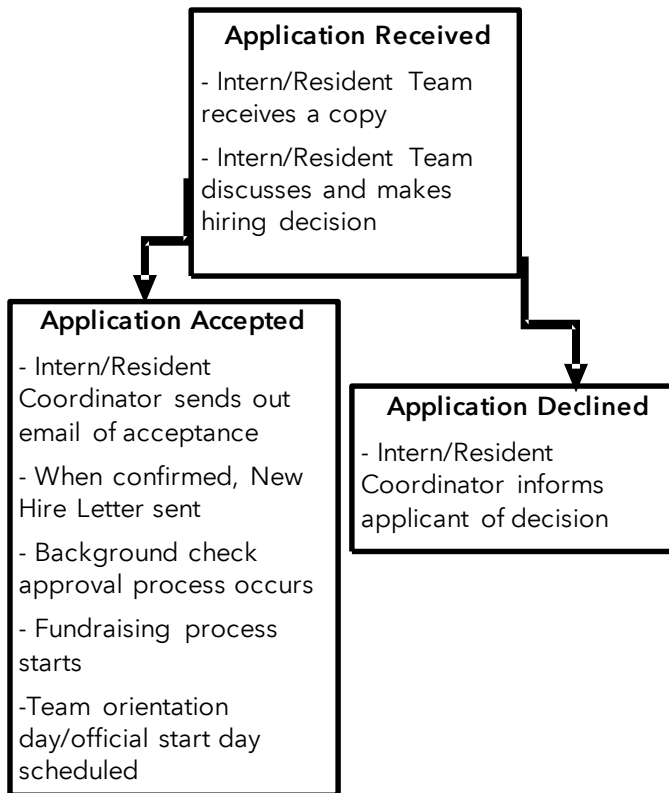 Application Received
- Intern/Resident Team
receives a copy
- Intern/Resident Team
discusses and makes
hiring decision
Application Accepted
- Intern/Resident
Coordinator sends out
email of acceptance
- When confirmed, New
Hire Letter sent
- Background check
approval process occurs
- Fundraising process
starts
-Team orientation
day/official start day
scheduled
Application Declined
- Intern/Resident
Coordinator informs
applicant of decision